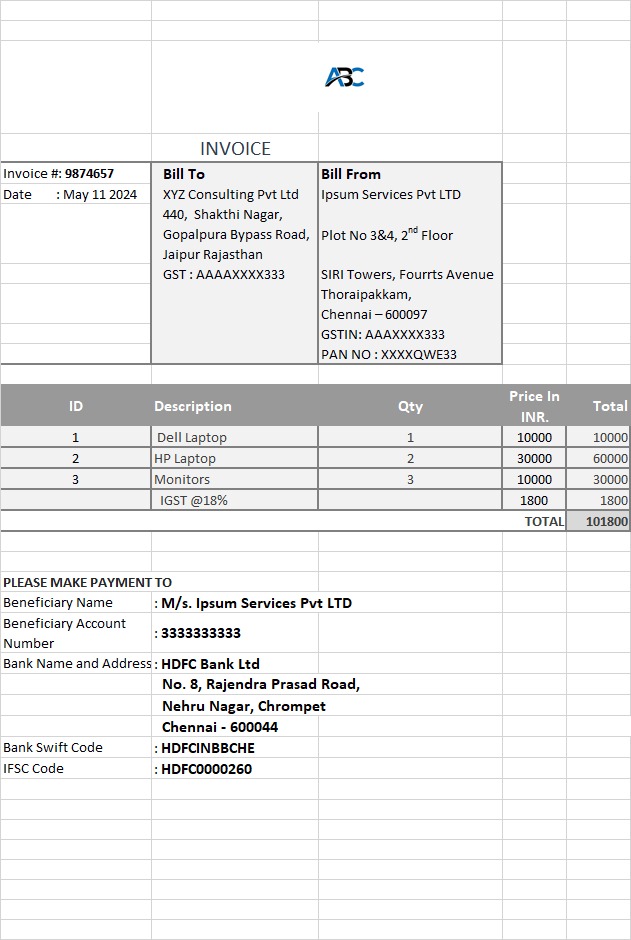 ABC
INVOICE
Invoice #: 9874657
Date : May 11 2024
Bill To
XYZ Consulting Pvt Ltd
440, Shakthi Nagar,
Gopalpura Bypass Road,
Jaipur Rajasthan
GST : AAAAXXXX333
Bill From
Ipsum Services Pvt LTD
Plot No 3&4, 2nd Floor
SIRI Towers, Fourrts Avenue
Thoraipakkam,
Chennai – 600097
GSTIN: AAAXXXX333
PAN NO : XXXXQWE33
ID Description Qty Price In INR. Total
1 Dell Laptop 1 10000 10000
2 HP Laptop 2 30000 60000
3 Monitors 3 10000 30000
IGST @18% 1800 1800
TOTAL 101800
PLEASE MAKE PAYMENT TO
Beneficiary Name : M/s. Ipsum Services Pvt LTD
Beneficiary Account Number : 3333333333
Bank Name and Address : HDFC Bank Ltd
No. 8, Rajendra Prasad Road,
Nehru Nagar, Chrompet
Chennai - 600044
Bank Swift Code : HDFCINBBCHE
IFSC Code : HDFC0000260